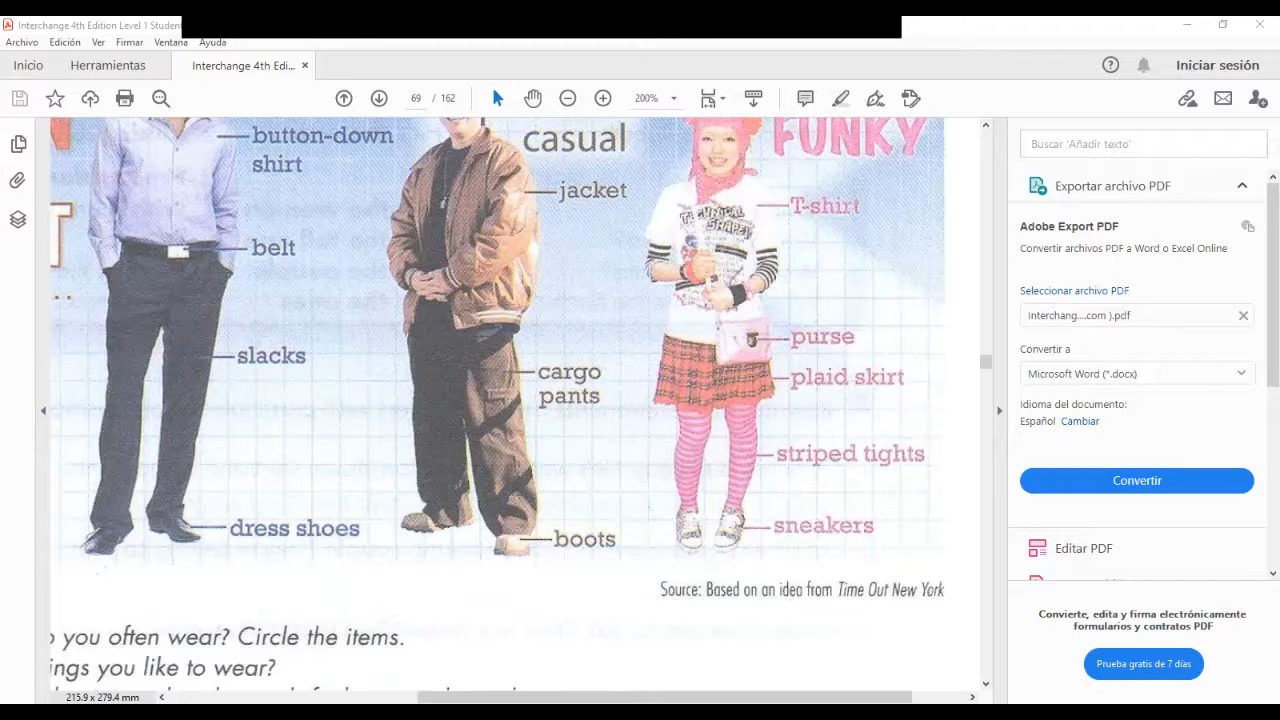 Interchange 4th Edition Level 1 Studen
Archivo Edición Ver Firmar Ventana Ayuda
Inicio Herramientas Interchange 4th Edi... × Iniciar sesión
69 / 162 200%
button-down
shirt
belt
slacks
dress shoes
casual
jacket
cargo
pants
boots
FUNKY
T-shirt
TECHNICAL
purse
plaid skirt
striped tights
sneakers
Source: Based on an idea from Time Out New York
you often wear? Circle the items.
ings you like to wear?
215.9 x 279.4 mm
Buscar 'Añadir texto'
Exportar archivo PDF
Adobe Export PDF
Convertir archivos PDF a Word o Excel Online
Seleccionar archivo PDF
Interchang....com ).pdf
Convertir a
Microsoft Word (*.docx)
Idioma del documento:
Español Cambiar
Convertir
Editar PDF
Convierte, edita y firma electrónicamente
formularios y contratos PDF
Prueba gratis de 7 días